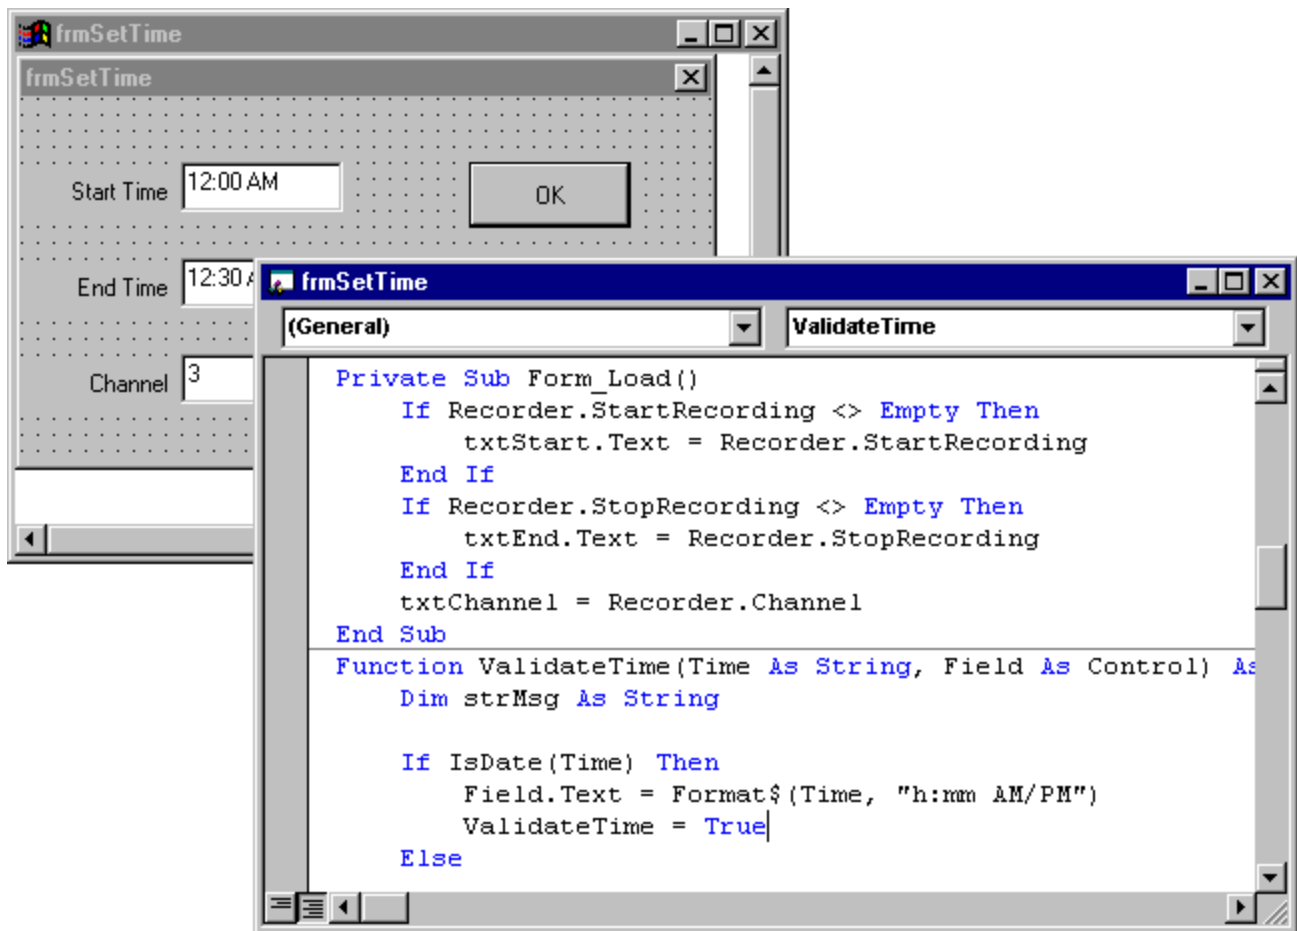 frmSetTime
frmSetTime
Start Time 12:00 AM OK
End Time 12:30
Channel 3
frmSetTime
(General) ValidateTime
Private Sub Form_Load()
If Recorder.StartRecording <> Empty Then
txtStart.Text = Recorder.StartRecording
End If
If Recorder.StopRecording <> Empty Then
txtEnd.Text = Recorder.StopRecording
End If
txtChannel = Recorder.Channel
End Sub
Function ValidateTime(Time As String, Field As Control) As
Dim strMsg As String
If IsDate(Time) Then
Field.Text = Format$(Time, "h:mm AM/PM")
ValidateTime = True
Else